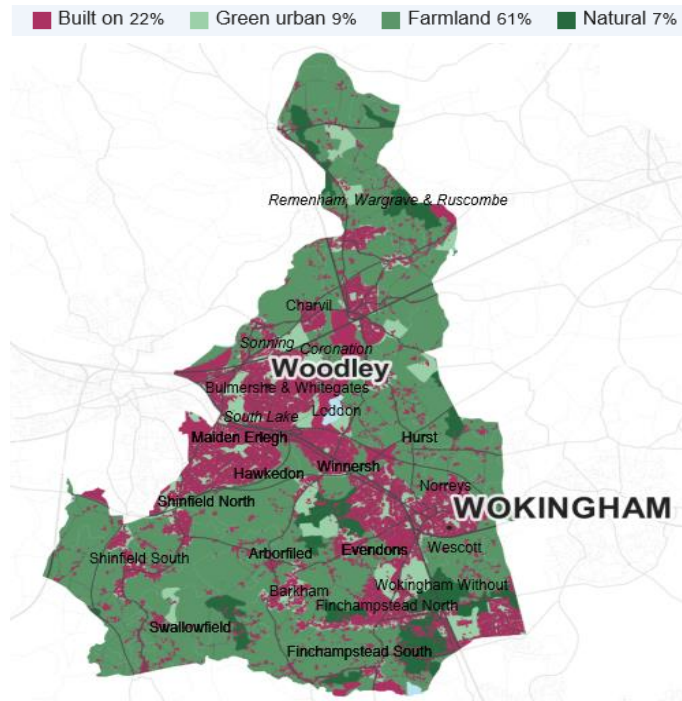 Built on 22% Green urban 9% Farmland 61% Natural 7%
Remenham, Wargrave & Ruscombe
Charvil
Sonning
Coronation
Woodley
Bulmershe & Whitegates
South Lake
Loddon
Maiden Erlegh
Hurst
Winnersh
Hawkedon
Norreys
Shinfield North
WOKINGHAM
Shinfield South
Arborfiled
Evendons
Wescott
Barkham
Wokingham Without
Finchampstead North
Swallowfield
Finchampstead South